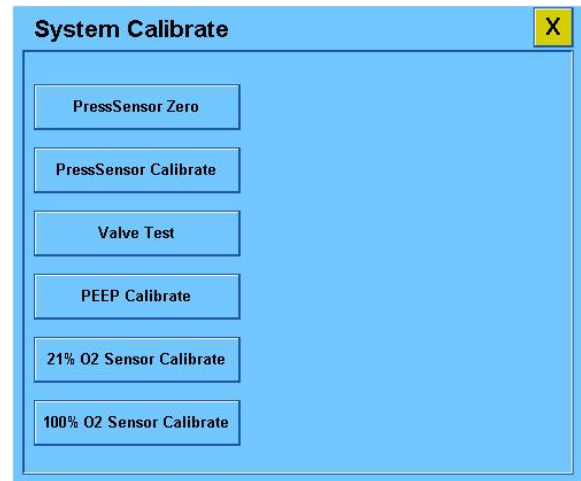 System Calibrate
X
PressSensor Zero
PressSensor Calibrate
Valve Test
PEEP Calibrate
21% O2 Sensor Calibrate
100% O2 Sensor Calibrate